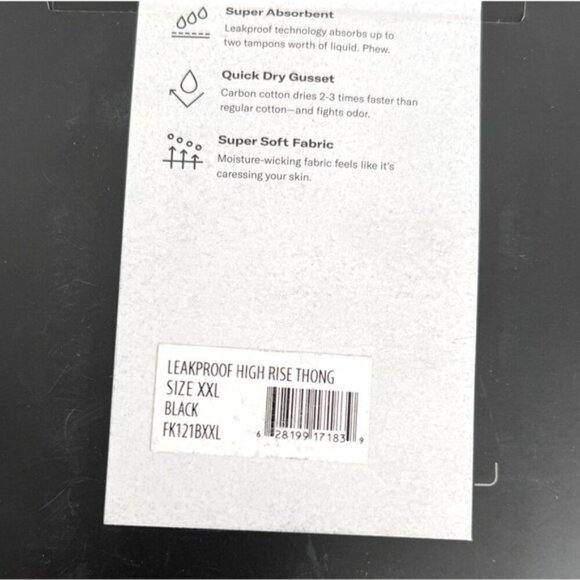 Super Absorbent
Leakproof technology absorbs up to
two tampons worth of liquid. Phew.
Quick Dry Gusset
Carbon cotton dries 2-3 times faster than
regular cotton—and fights odor.
Super Soft Fabric
Moisture-wicking fabric feels like it's
caressing your skin.
LEAKPROOF HIGH RISE THONG
SIZE XXL
BLACK
FK121BXXL
6 28199 17183 9